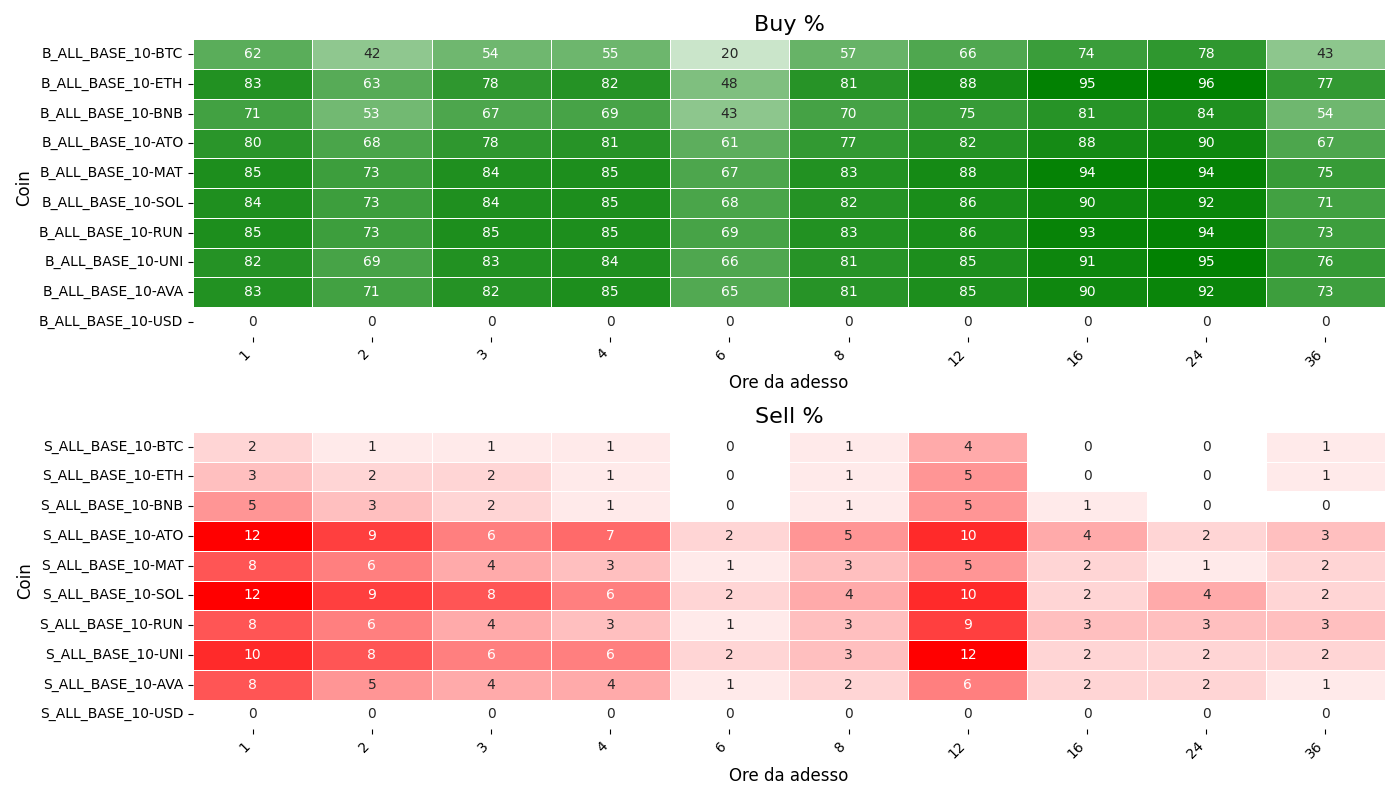 Buy %
Coin
B_ALL_BASE_10-BTC 62 42 54 55 20 57 66 74 78 43
B_ALL_BASE_10-ETH 83 63 78 82 48 81 88 95 96 77
B_ALL_BASE_10-BNB 71 53 67 69 43 70 75 81 84 54
B_ALL_BASE_10-ATO 80 68 78 81 61 77 82 88 90 67
B_ALL_BASE_10-MAT 85 73 84 85 67 83 88 94 94 75
B_ALL_BASE_10-SOL 84 73 84 85 68 82 86 90 92 71
B_ALL_BASE_10-RUN 85 73 85 85 69 83 86 93 94 73
B_ALL_BASE_10-UNI 82 69 83 84 66 81 85 91 95 76
B_ALL_BASE_10-AVA 83 71 82 85 65 81 85 90 92 73
B_ALL_BASE_10-USD 0 0 0 0 0 0 0 0 0 0
1 2 3 4 6 8 12 16 24 36
Ore da adesso
Sell %
Coin
S_ALL_BASE_10-BTC 2 1 1 1 0 1 4 0 0 1
S_ALL_BASE_10-ETH 3 2 2 1 0 1 5 0 0 1
S_ALL_BASE_10-BNB 5 3 2 1 0 1 5 1 0 0
S_ALL_BASE_10-ATO 12 9 6 7 2 5 10 4 2 3
S_ALL_BASE_10-MAT 8 6 4 3 1 3 5 2 1 2
S_ALL_BASE_10-SOL 12 9 8 6 2 4 10 2 4 2
S_ALL_BASE_10-RUN 8 6 4 3 1 3 9 3 3 3
S_ALL_BASE_10-UNI 10 8 6 6 2 3 12 2 2 2
S_ALL_BASE_10-AVA 8 5 4 4 1 2 6 2 2 1
S_ALL_BASE_10-USD 0 0 0 0 0 0 0 0 0 0
1 2 3 4 6 8 12 16 24 36
Ore da adesso